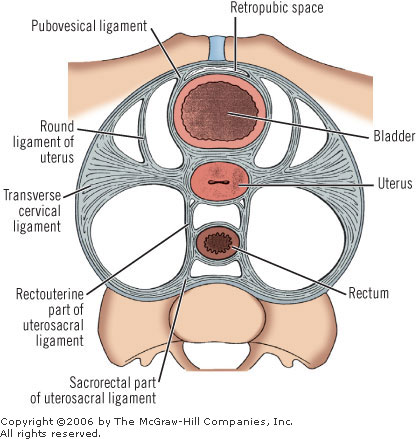 Retropubic space
Pubovesical ligament
Round
ligament of
uterus
Bladder
Transverse
cervical
ligament
Uterus
Rectouterine
part of
uterosacral
ligament
Rectum
Sacrorectal part
of uterosacral ligament
Copyright ©2006 by The McGraw-Hill Companies, Inc.
All rights reserved.